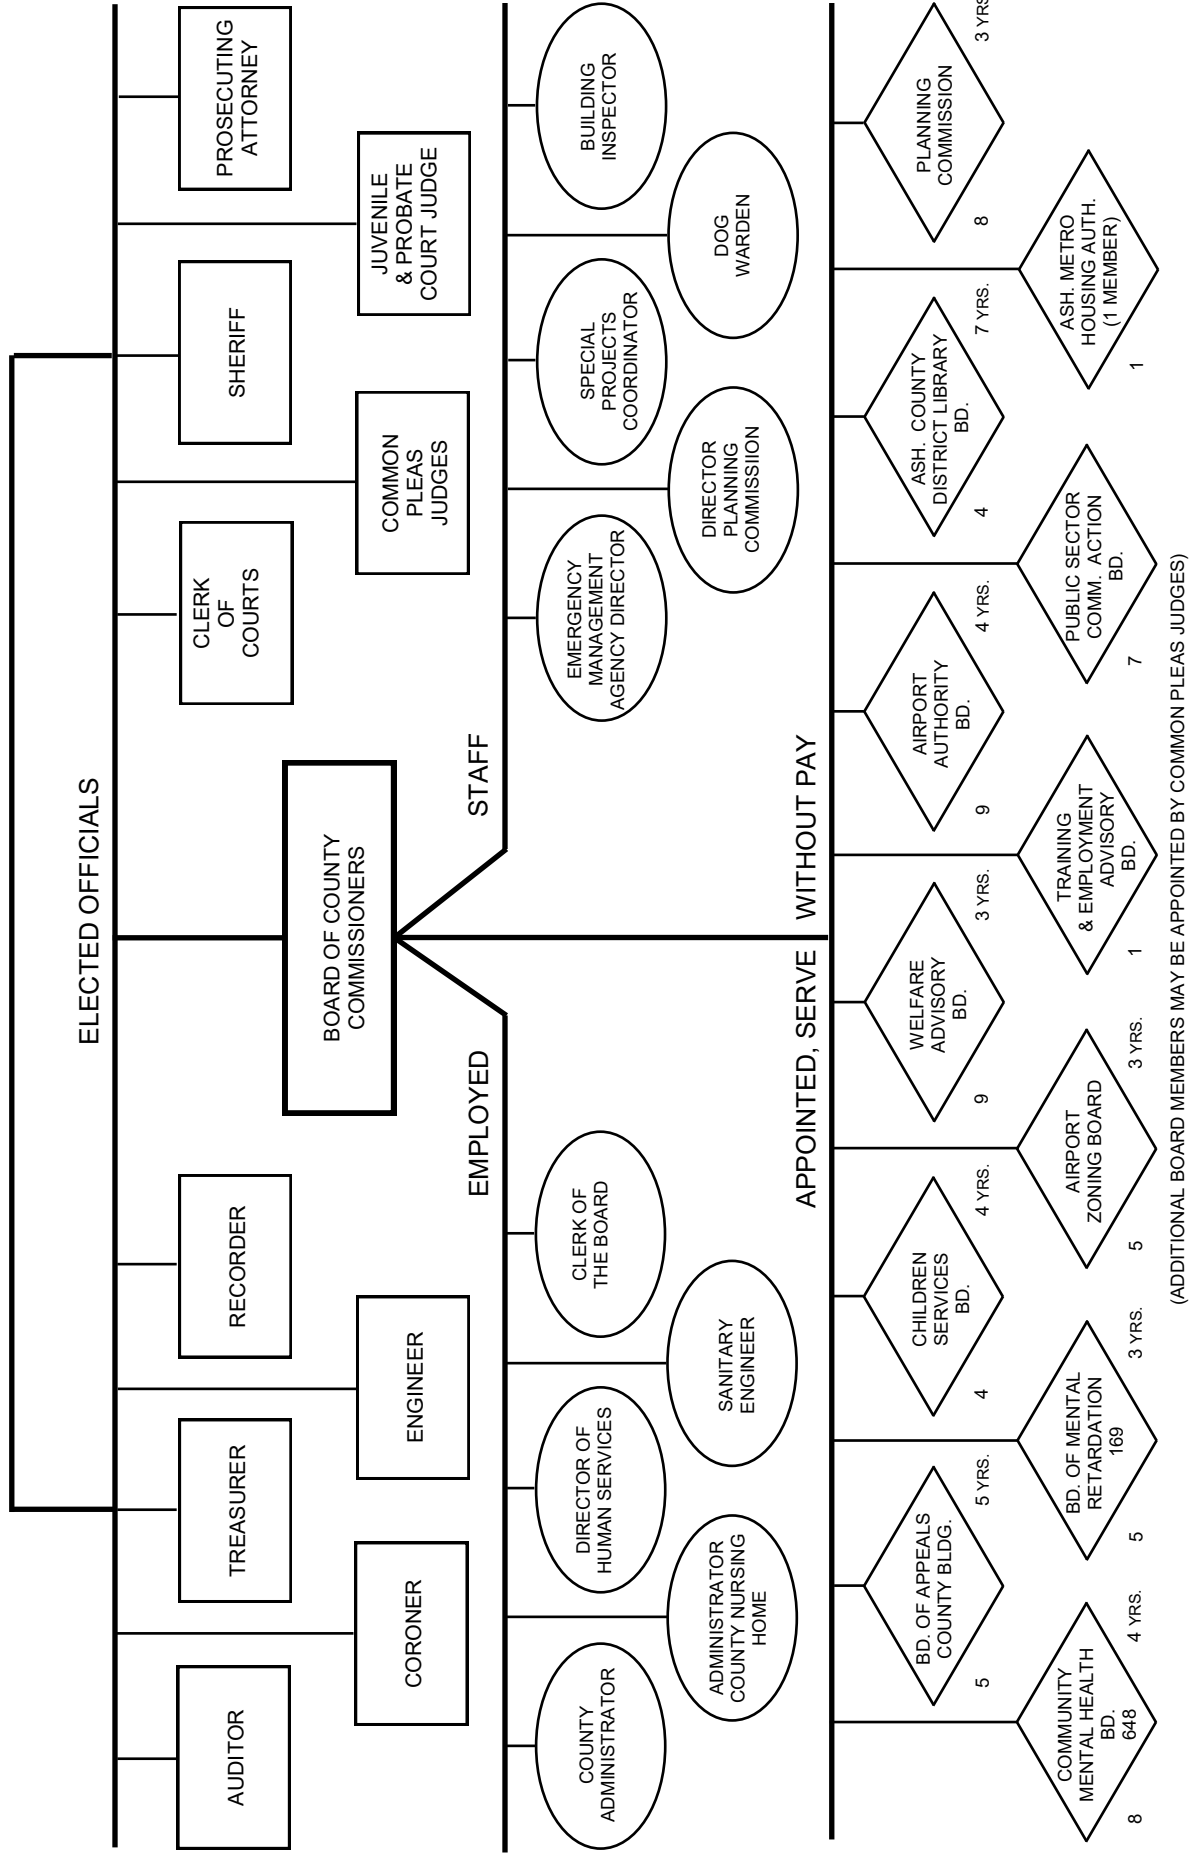 ELECTED OFFICIALS
AUDITOR
TREASURER
RECORDER
CLERK
OF
COURTS
SHERIFF
PROSECUTING
ATTORNEY
CORONER
ENGINEER
COMMON
PLEAS
JUDGES
JUVENILE
& PROBATE
COURT JUDGE
BOARD OF COUNTY
COMMISSIONERS
EMPLOYED
STAFF
COUNTY
ADMINISTRATOR
DIRECTOR OF
HUMAN SERVICES
CLERK OF
THE BOARD
EMERGENCY
MANAGEMENT
AGENCY DIRECTOR
SPECIAL
PROJECTS
COORDINATOR
BUILDING
INSPECTOR
ADMINISTRATOR
COUNTY NURSING
HOME
SANITARY
ENGINEER
DIRECTOR
PLANNING
COMMISSIION
DOG
WARDEN
APPOINTED, SERVE WITHOUT PAY
BD. OF APPEALS
COUNTY BLDG.
5
5 YRS.
CHILDREN
SERVICES
BD.
4
4 YRS.
WELFARE
ADVISORY
BD.
9
3 YRS.
AIRPORT
AUTHORITY
BD.
9
4 YRS.
ASH. COUNTY
DISTRICT LIBRARY
BD.
4
7 YRS.
PLANNING
COMMISSION
8
3 YRS
COMMUNITY
MENTAL HEALTH
BD.
648
8
4 YRS.
BD. OF MENTAL
RETARDATION
169
5
3 YRS.
AIRPORT
ZONING BOARD
5
3 YRS.
TRAINING
& EMPLOYMENT
ADVISORY
BD.
1
PUBLIC SECTOR
COMM. ACTION
BD.
7
ASH. METRO
HOUSING AUTH.
(1 MEMBER)
1
(ADDITIONAL BOARD MEMBERS MAY BE APPOINTED BY COMMON PLEAS JUDGES)